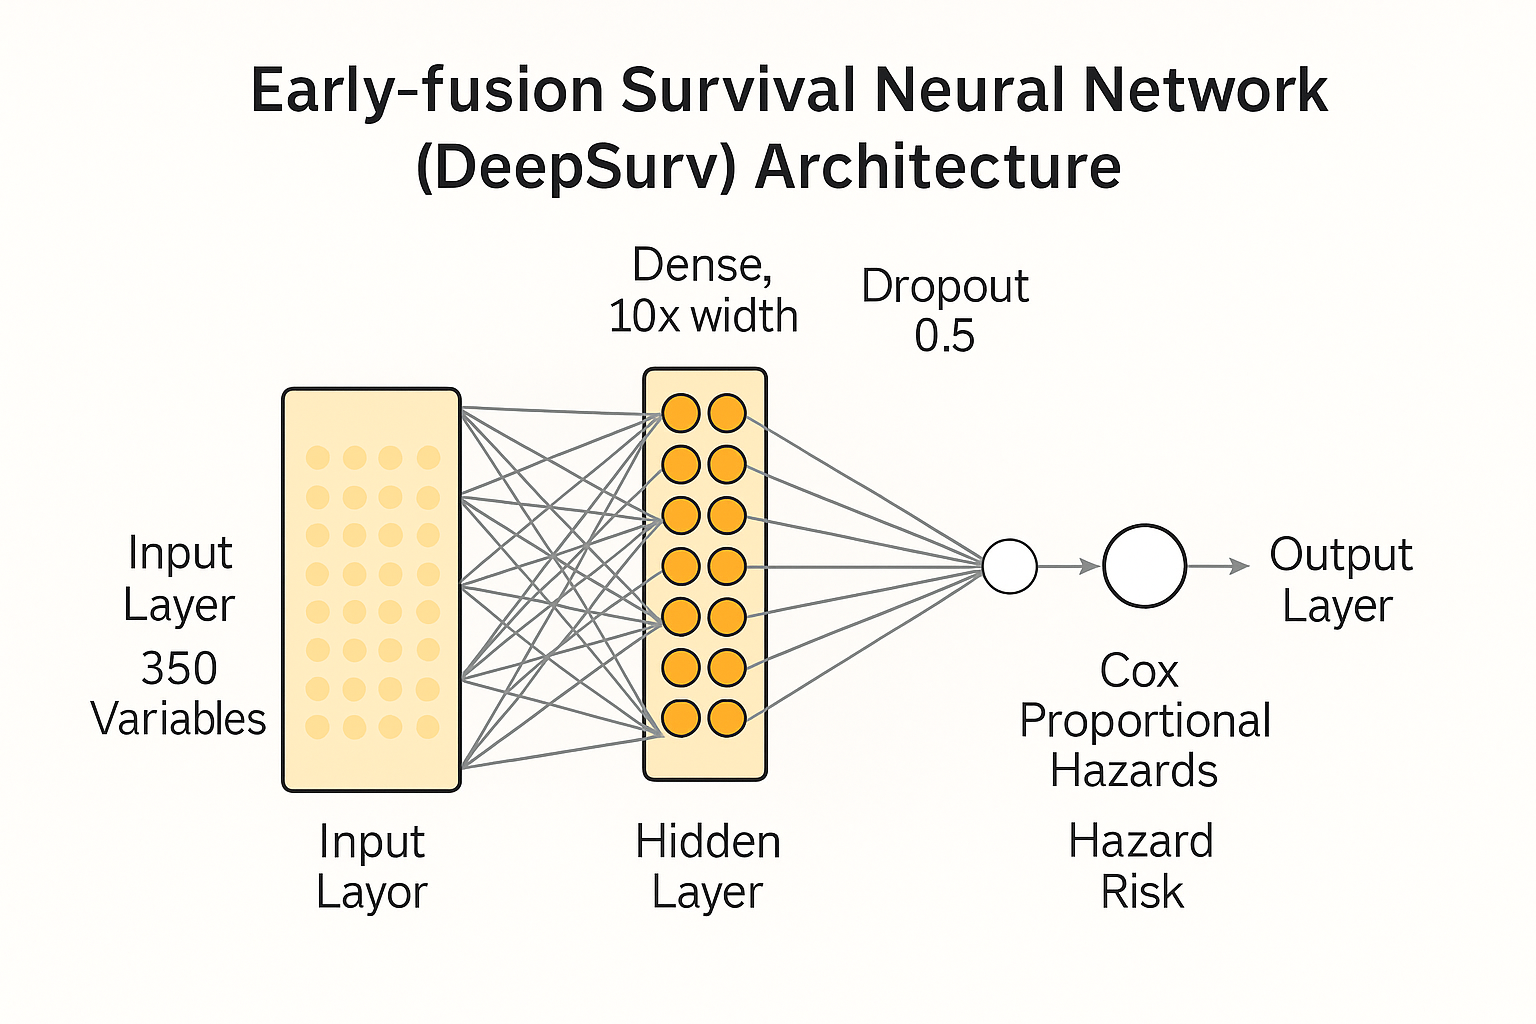 Early-fusion Survival Neural Network
(DeepSurv) Architecture
Dense,
10x width
Dropout
0.5
Input
Layer
350
Variables
Output
Layer
Cox
Proportional
Hazards
Input
Layor
Hidden
Layer
Hazard
Risk